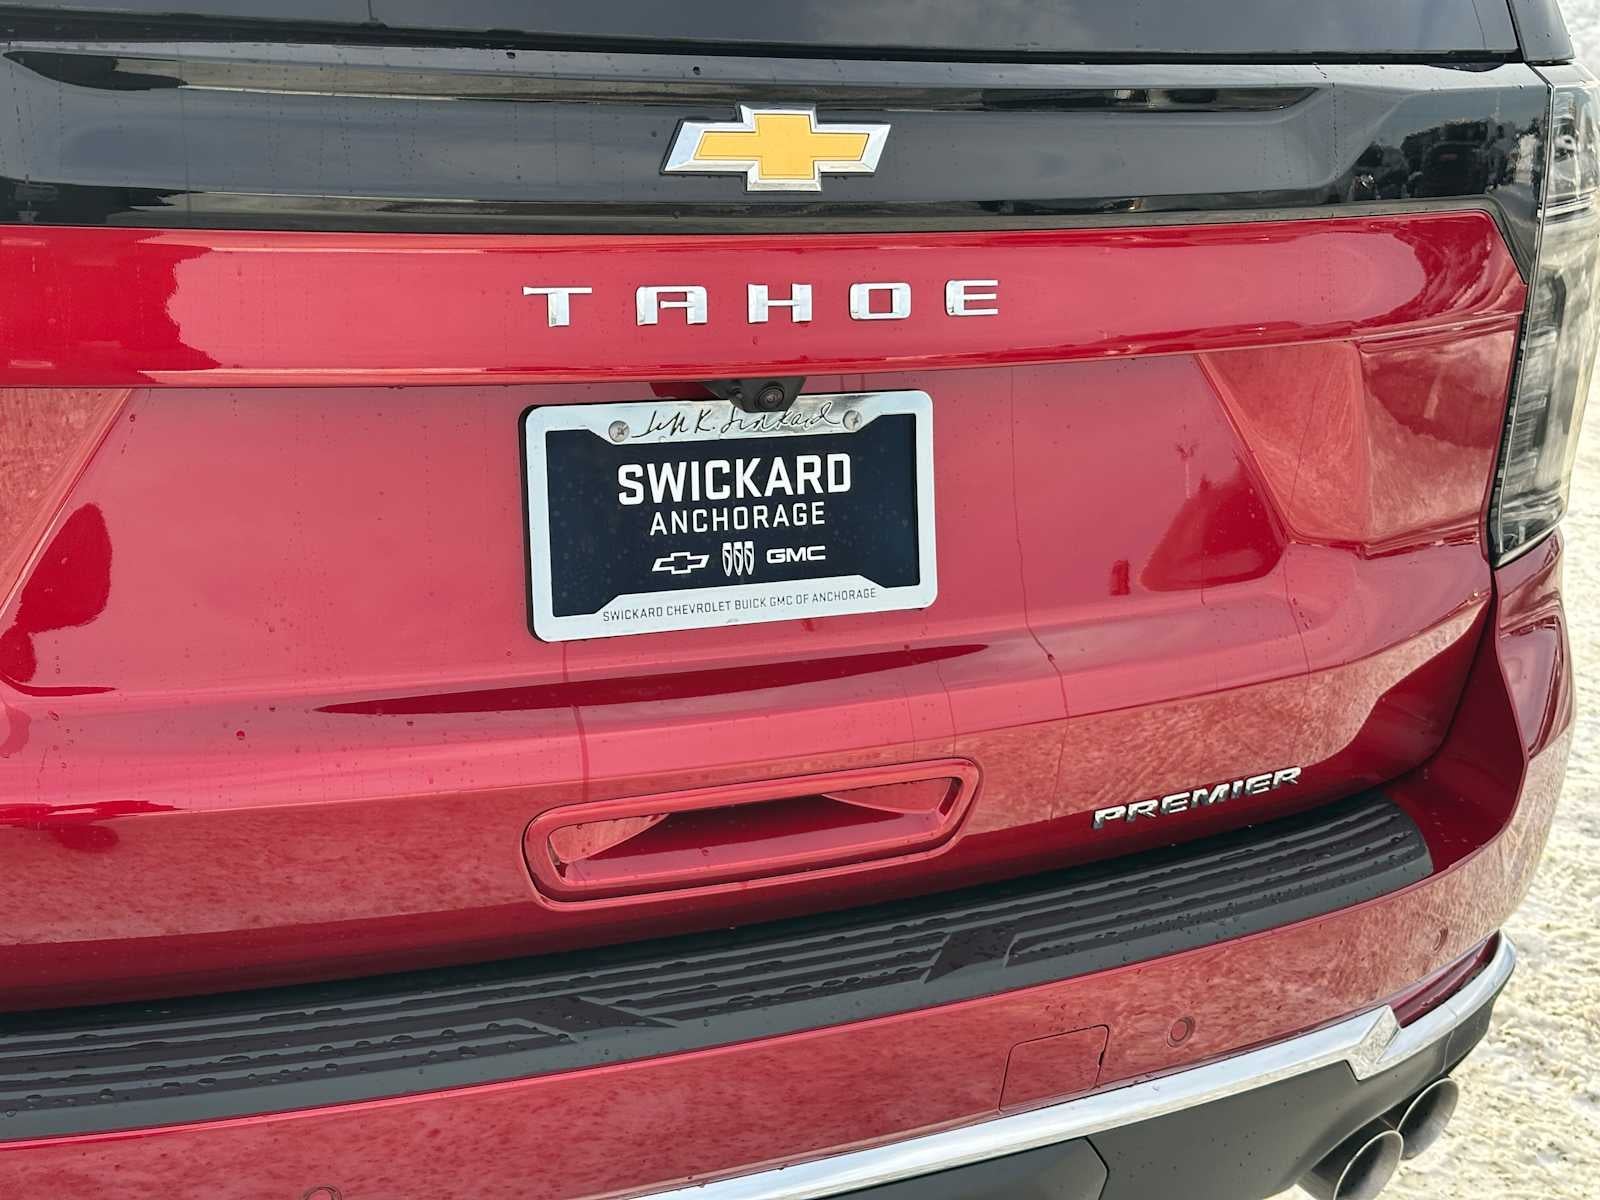 TAHOE
SWICKARD
ANCHORAGE
GMC
SWICKARD CHEVROLET BUICK GMC OF ANCHORAGE
PREMIER